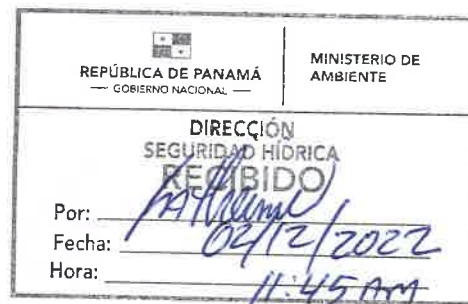 REPÚBLICA DE PANAMÁ
— GOBIERNO NACIONAL —
MINISTERIO DE
AMBIENTE
DIRECCIÓN
SEGURIDAD HÍDRICA
RECIBIDO
Por:
Fecha: 02/12/2022
Hora: 11:45 AM